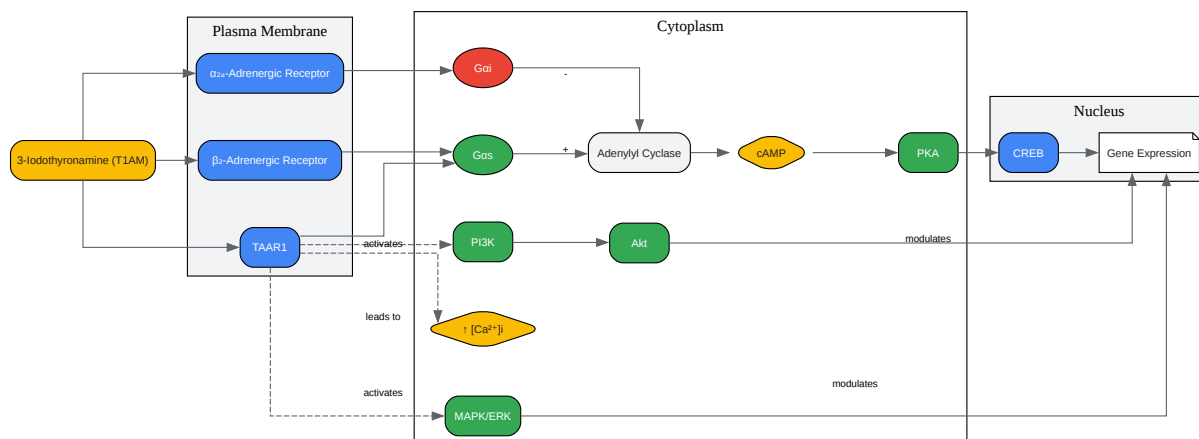 Plasma Membrane
Cytoplasm
Nucleus
3-Iodothyronamine (T1AM)
α₂ₐ-Adrenergic Receptor
β₂-Adrenergic Receptor
TAAR1
Gαi
-
Gαs
+
Adenylyl Cyclase
cAMP
PKA
CREB
Gene Expression
activates
PI3K
Akt
modulates
leads to
↑ [Ca²⁺]i
activates
MAPK/ERK
modulates